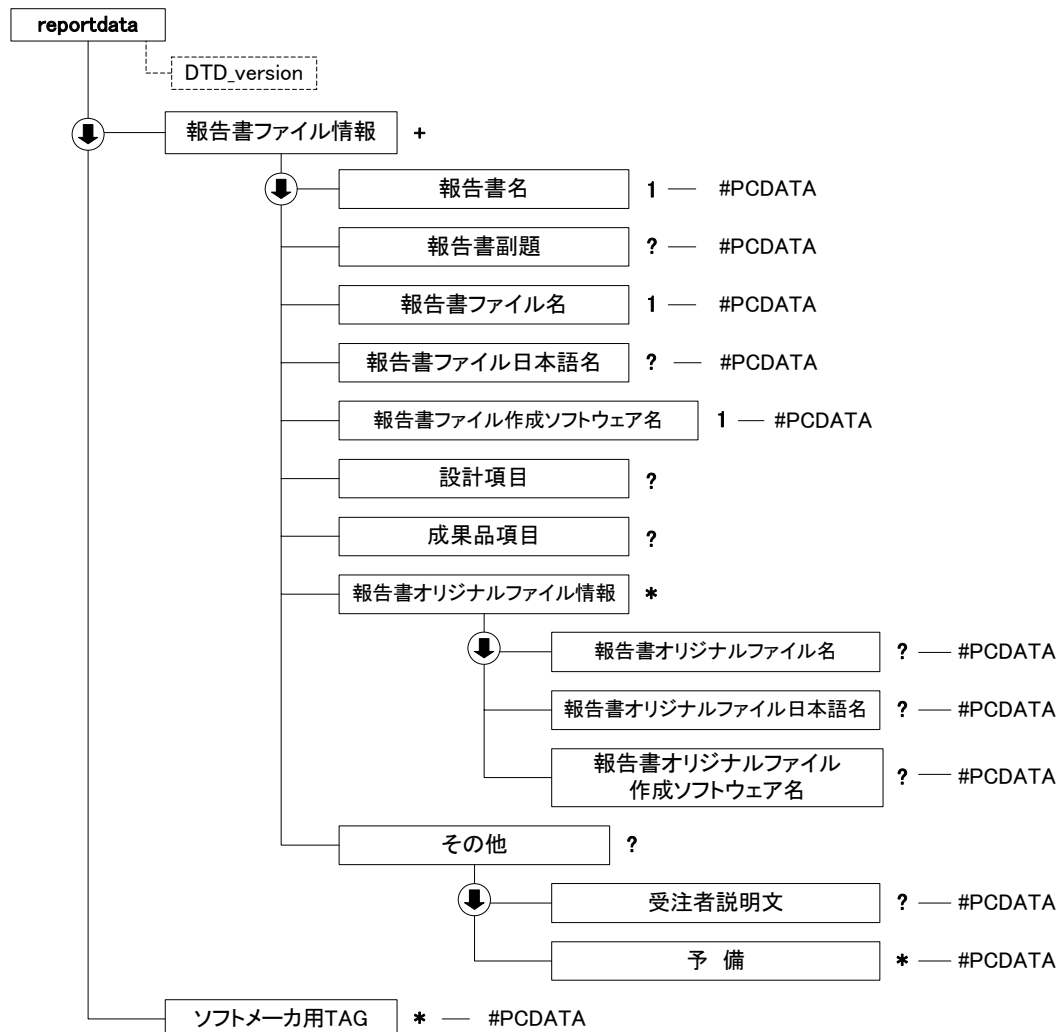 reportdata
DTD_version
報告書ファイル情報 +
報告書名 1 — #PCDATA
報告書副題 ? — #PCDATA
報告書ファイル名 1 — #PCDATA
報告書ファイル日本語名 ? — #PCDATA
報告書ファイル作成ソフトウェア名 1 — #PCDATA
設計項目 ?
成果品項目 ?
報告書オリジナルファイル情報 *
報告書オリジナルファイル名 ? — #PCDATA
報告書オリジナルファイル日本語名 ? — #PCDATA
報告書オリジナルファイル
作成ソフトウェア名 ? — #PCDATA
その他 ?
受注者説明文 ? — #PCDATA
予 備 * — #PCDATA
ソフトメーカ用TAG * — #PCDATA